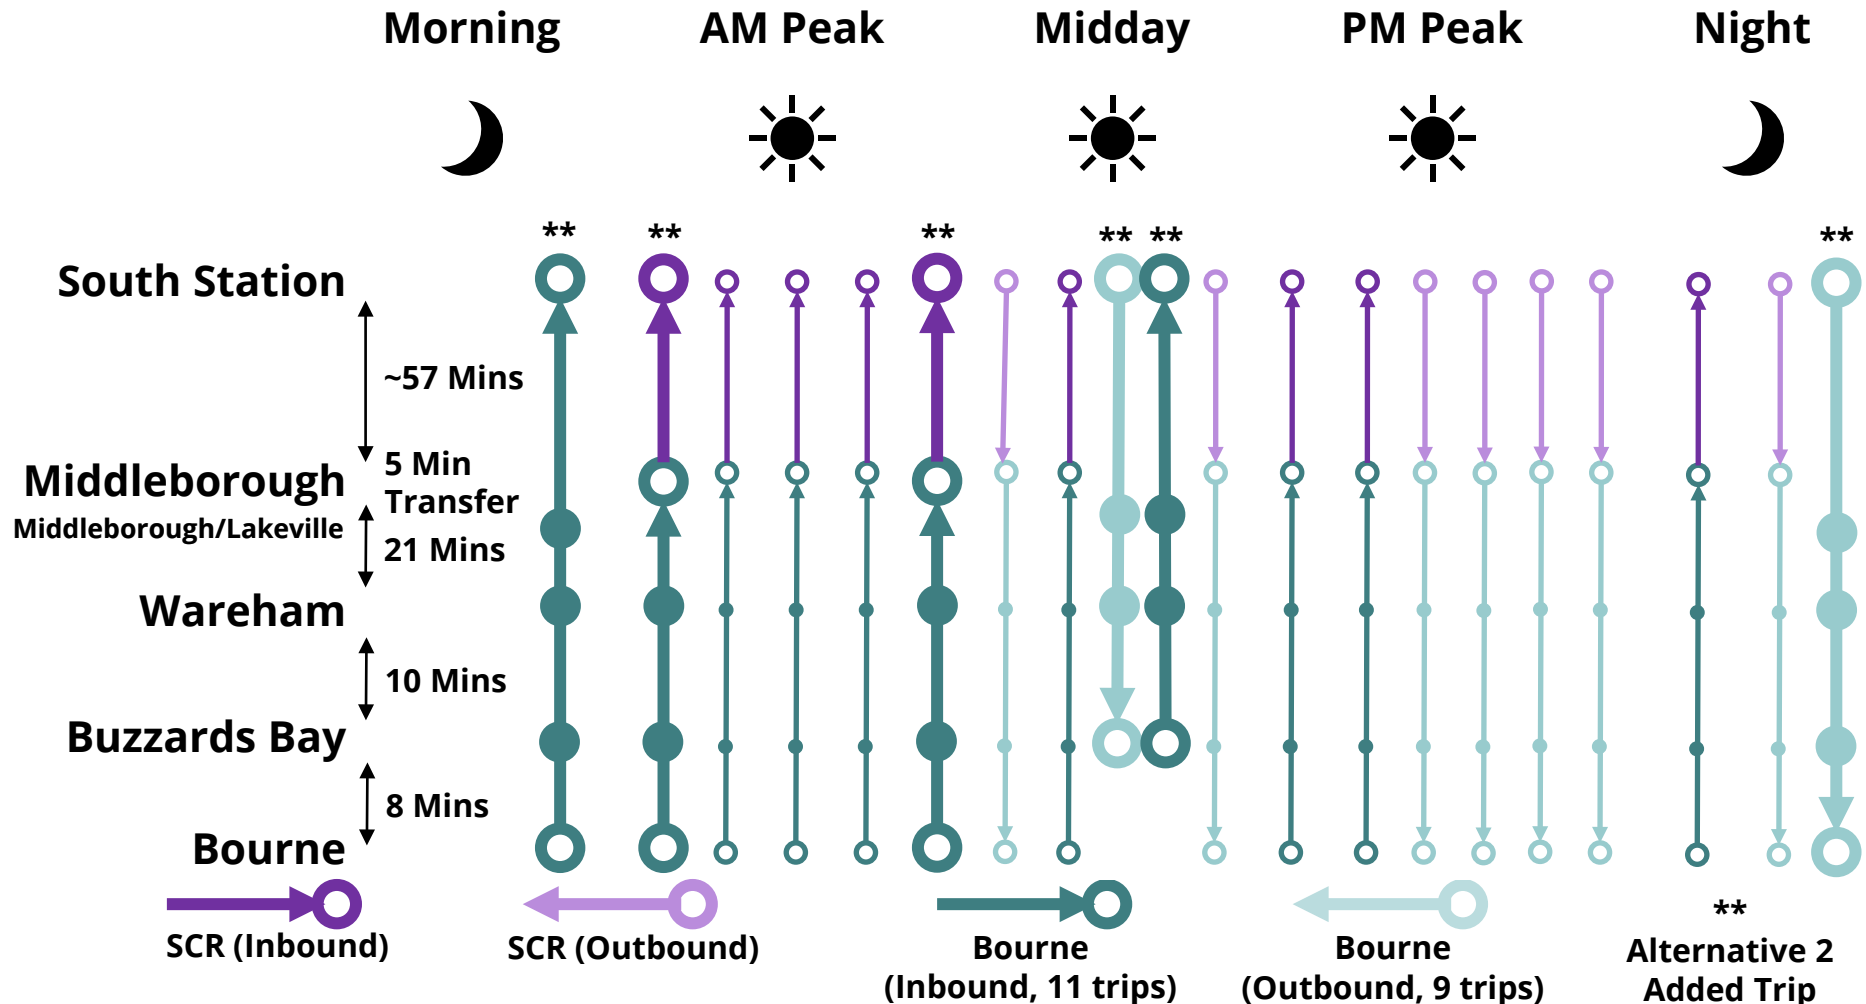 Morning
AM Peak
Midday
PM Peak
Night
**
**
**
**
**
**
South Station
~57 Mins
5 Min
Transfer
Middleborough
Middleborough/Lakeville
21 Mins
Wareham
10 Mins
Buzzards Bay
8 Mins
Bourne
SCR (Inbound)
SCR (Outbound)
Bourne
(Inbound, 11 trips)
Bourne
(Outbound, 9 trips)
**
Alternative 2
Added Trip